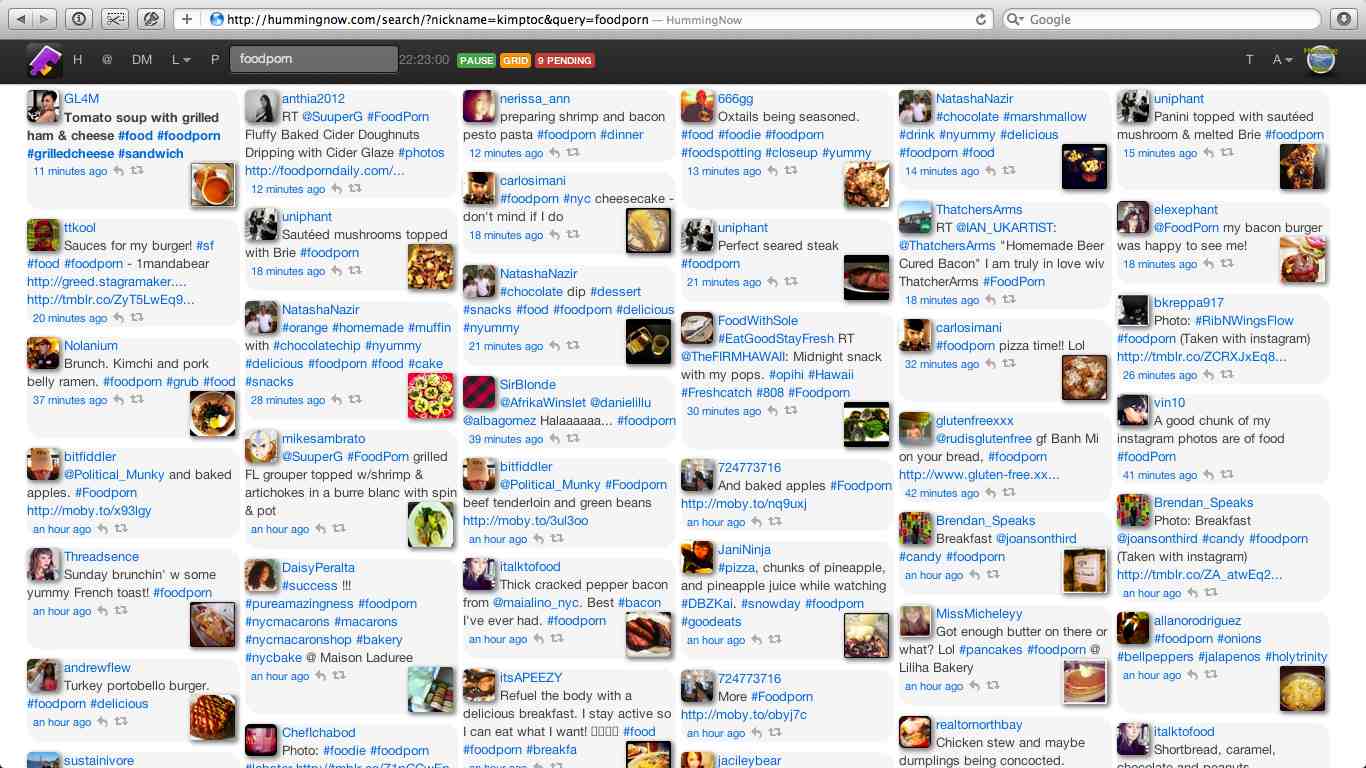 http://hummingnow.com/search/?nickname=kimptoc&query=foodporn — HummingNow
Google
H @ DM L P foodporn 22:23:00 PAUSE GRID 9 PENDING T A
GL4M
Tomato soup with grilled
ham & cheese #food #foodporn
#grilledcheese #sandwich
11 minutes ago
ttkool
Sauces for my burger! #sf
#food #foodporn - 1mandabear
http://greed.stagramaker....
http://tmblr.co/ZyT5LwEq9...
20 minutes ago
Nolanium
Brunch. Kimchi and pork
belly ramen. #foodporn #grub #food
37 minutes ago
bitfiddler
@Political_Munky and baked
apples. #Foodporn
http://moby.to/x93lgy
an hour ago
Threadsence
Sunday brunchin' w some
yummy French toast! #foodporn
an hour ago
andrewflew
Turkey portobello burger.
#foodporn #delicious
an hour ago
sustainivore
anthia2012
RT @SuuperG #FoodPorn
Fluffy Baked Cider Doughnuts
Dripping with Cider Glaze #photos
http://foodporndaily.com/...
12 minutes ago
uniphant
Sautéed mushrooms topped
with Brie #foodporn
18 minutes ago
NatashaNazir
#orange #homemade #muffin
with #chocolatechip #nyummy
#delicious #foodporn #food #cake
#snacks
28 minutes ago
mikesambrato
@SuuperG #FoodPorn grilled
FL grouper topped w/shrimp &
artichokes in a burre blanc with spin
& pot
an hour ago
DaisyPeralta
#success !!!
#pureamazingness #foodporn
#nycmacarons #macarons
#nycmacaronshop #bakery
#nycbake @ Maison Laduree
an hour ago
CheflChabod
Photo: #foodie #foodporn
nerissa_ann
preparing shrimp and bacon
pesto pasta #foodporn #dinner
12 minutes ago
carlosimani
#foodporn #nyc cheesecake -
don't mind if I do
18 minutes ago
NatashaNazir
#chocolate dip #dessert
#snacks #food #foodporn #delicious
#nyummy
21 minutes ago
SirBlonde
@AfrikaWinslet @danielillu
@albagomez Halaaaaaa... #foodporn
39 minutes ago
bitfiddler
@Political_Munky #Foodporn
beef tenderloin and green beans
http://moby.to/3ul3oo
an hour ago
italktofood
Thick cracked pepper bacon
from @maialino_nyc. Best #bacon
I've ever had. #foodporn
an hour ago
itsAPEEZY
Refuel the body with a
delicious breakfast. I stay active so
I can eat what I want! #food
#foodporn #breakfa
666gg
Oxtails being seasoned.
#food #foodie #foodporn
#foodspotting #closeup #yummy
13 minutes ago
uniphant
Perfect seared steak
#foodporn
21 minutes ago
FoodWithSole
#EatGoodStayFresh RT
@TheFIRMHAWAII: Midnight snack
with my pops. #opihi #Hawaii
#Freshcatch #808 #Foodporn
30 minutes ago
724773716
And baked apples #Foodporn
http://moby.to/nq9uxj
an hour ago
JaniNinja
#pizza, chunks of pineapple,
and pineapple juice while watching
#DBZKai. #snowday #foodporn
#goodeats
an hour ago
724773716
More #Foodporn
http://moby.to/obyj7c
an hour ago
jacileybear
NatashaNazir
#chocolate #marshmallow
#drink #nyummy #delicious
#foodporn #food
14 minutes ago
ThatchersArms
RT @IAN_UKARTIST:
@ThatchersArms "Homemade Beer
Cured Bacon" I am truly in love wiv
ThatcherArms #FoodPorn
18 minutes ago
carlosimani
#foodporn pizza time!! Lol
32 minutes ago
glutenfreexxx
@rudisglutenfree gf Banh Mi
on your bread, #foodporn
http://www.gluten-free.xx...
42 minutes ago
Brendan_Speaks
Breakfast @joansonthird
#candy #foodporn
an hour ago
MissMicheleyy
Got enough butter on there or
what? Lol #pancakes #foodporn @
Liliha Bakery
an hour ago
realtornorthbay
Chicken stew and maybe
dumplings being concocted.
uniphant
Panini topped with sautéed
mushroom & melted Brie #foodporn
15 minutes ago
elexephant
@FoodPorn my bacon burger
was happy to see me!
18 minutes ago
bkreppa917
Photo: #RibNWingsFlow
#foodporn (Taken with instagram)
http://tmblr.co/ZCRXJxEq8...
26 minutes ago
vin10
A good chunk of my
instagram photos are of food
#foodPorn
41 minutes ago
Brendan_Speaks
Photo: Breakfast
@joansonthird #candy #foodporn
(Taken with instagram)
http://tmblr.co/ZA_atwEq2...
an hour ago
allanorodriguez
#foodporn #onions
#bellpeppers #jalapenos #holytrinity
an hour ago
italktofood
Shortbread, caramel,
chocolate and peanuts